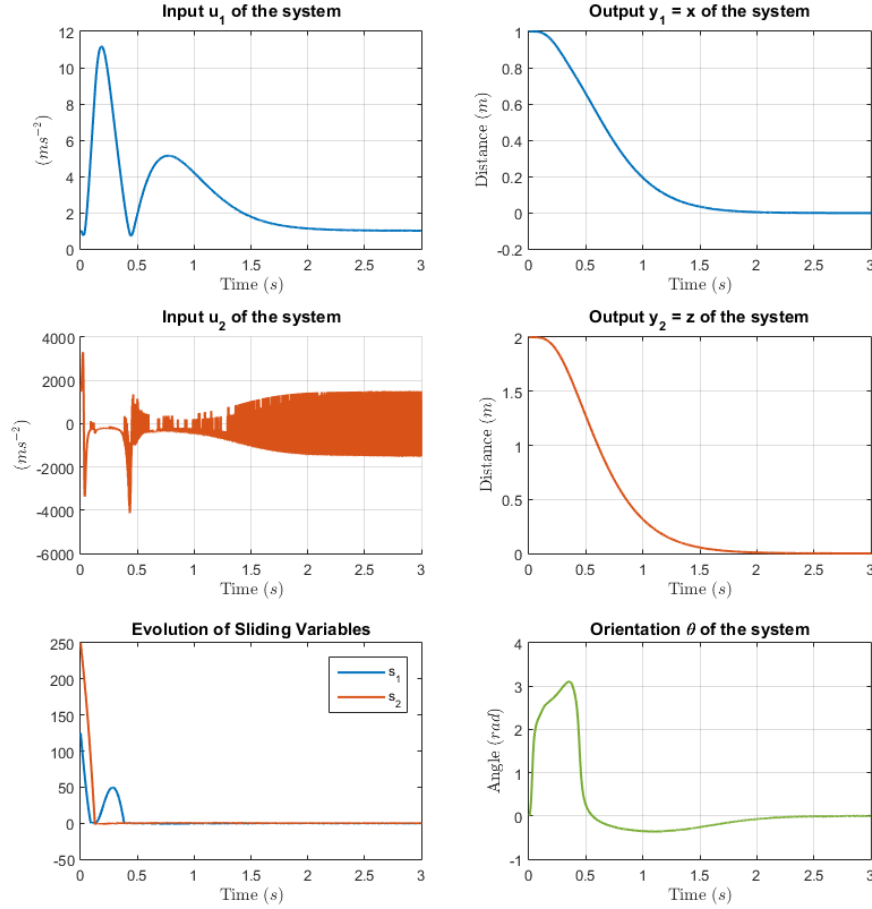 Input u₁ of the system
12
10
8
6
4
2
0
(ms⁻²)
0 0.5 1 1.5 2 2.5 3
Time (s)
Output y₁ = x of the system
1
0.8
0.6
0.4
0.2
0
-0.2
Distance (m)
0 0.5 1 1.5 2 2.5 3
Time (s)
Input u₂ of the system
4000
2000
0
-2000
-4000
-6000
(ms⁻²)
0 0.5 1 1.5 2 2.5 3
Time (s)
Output y₂ = z of the system
2
1.5
1
0.5
0
Distance (m)
0 0.5 1 1.5 2 2.5 3
Time (s)
Evolution of Sliding Variables
250
200
150
100
50
0
-50
s₁
s₂
0 0.5 1 1.5 2 2.5 3
Time (s)
Orientation θ of the system
4
3
2
1
0
-1
Angle (rad)
0 0.5 1 1.5 2 2.5 3
Time (s)